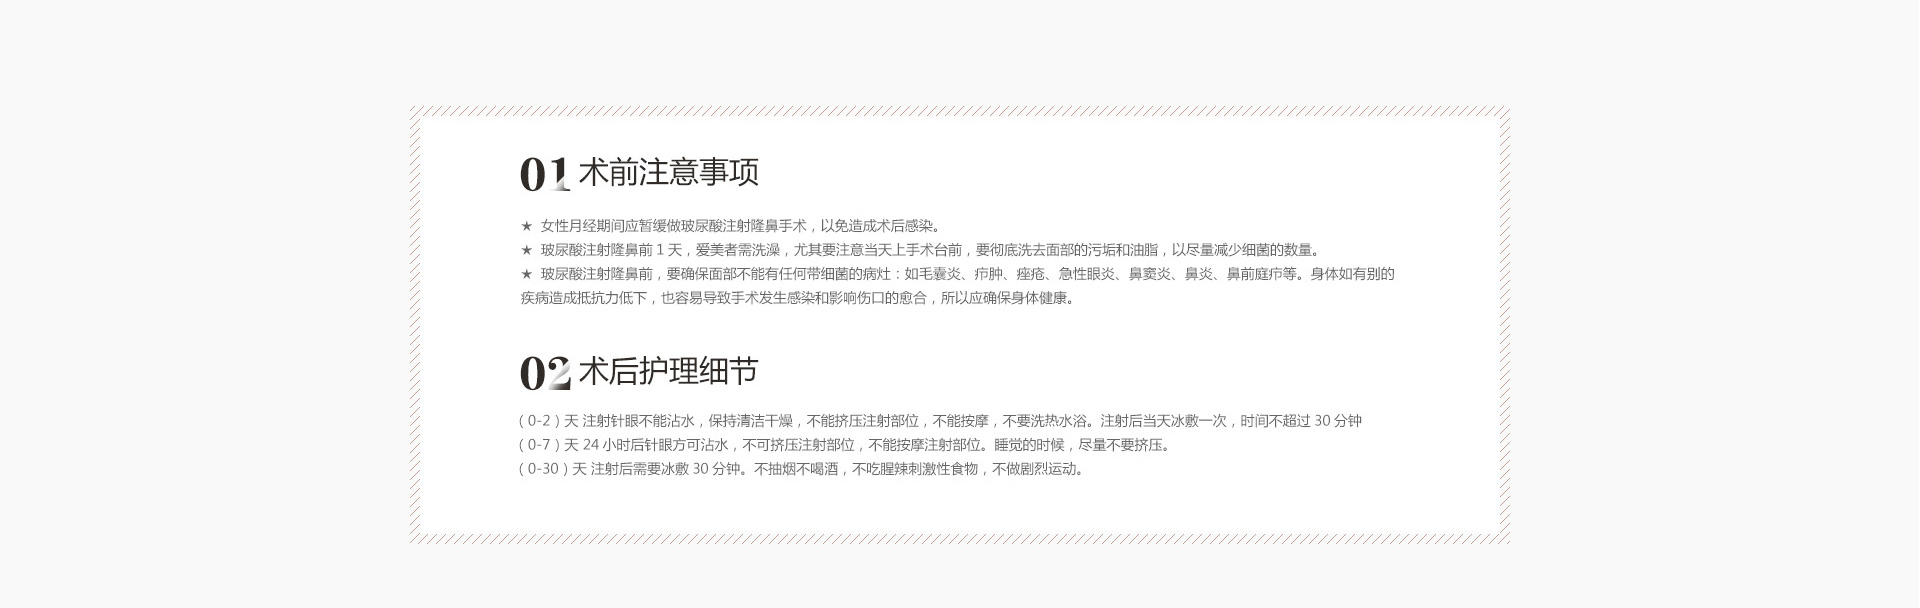 01 术前注意事项
★ 女性月经期间应暂缓做玻尿酸注射隆鼻手术，以免造成术后感染。
★ 玻尿酸注射隆鼻前 1 天，爱美者需洗澡，尤其要注意当天上手术台前，要彻底洗去面部的污垢和油脂，以尽量减少细菌的数量。
★ 玻尿酸注射隆鼻前，要确保面部不能有任何带细菌的病灶：如毛囊炎、疖肿、痤疮、急性眼炎、鼻窦炎、鼻炎、鼻前庭疖等。身体如有别的
疾病造成抵抗力低下，也容易导致手术发生感染和影响伤口的愈合，所以应确保身体健康。
02 术后护理细节
（0-2）天 注射针眼不能沾水，保持清洁干燥，不能挤压注射部位，不能按摩，不要洗热水浴。注射后当天冰敷一次，时间不超过 30 分钟
（0-7）天 24 小时后针眼方可沾水，不可挤压注射部位，不能按摩注射部位。睡觉的时候，尽量不要挤压。
（0-30）天 注射后需要冰敷 30 分钟。不抽烟不喝酒，不吃腥辣刺激性食物，不做剧烈运动。